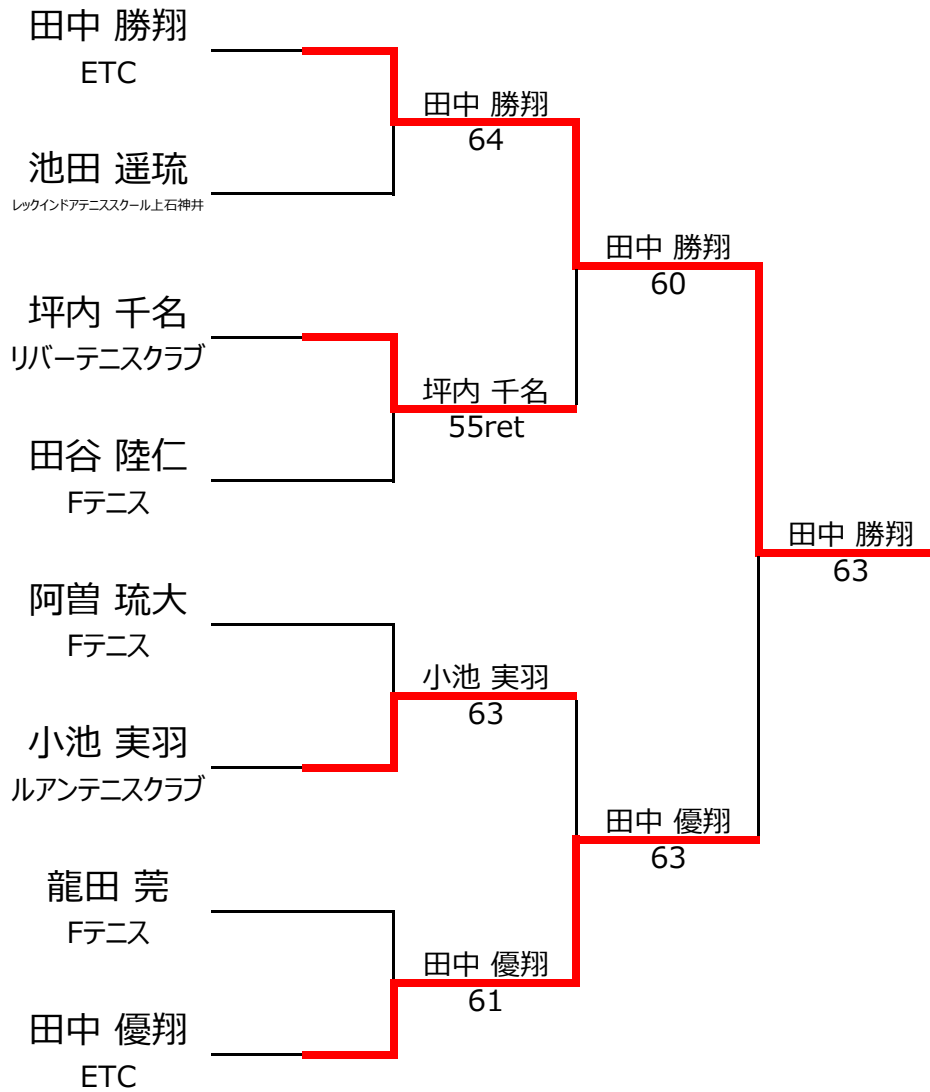 田中 勝翔
ETC
田中 勝翔
64
池田 遥琉
レックインドアテニススクール上石神井
田中 勝翔
60
坪内 千名
リバーテニスクラブ
坪内 千名
55ret
田谷 陸仁
Fテニス
田中 勝翔
63
阿曽 琉大
Fテニス
小池 実羽
63
小池 実羽
ルアンテニスクラブ
田中 優翔
63
龍田 莞
Fテニス
田中 優翔
61
田中 優翔
ETC